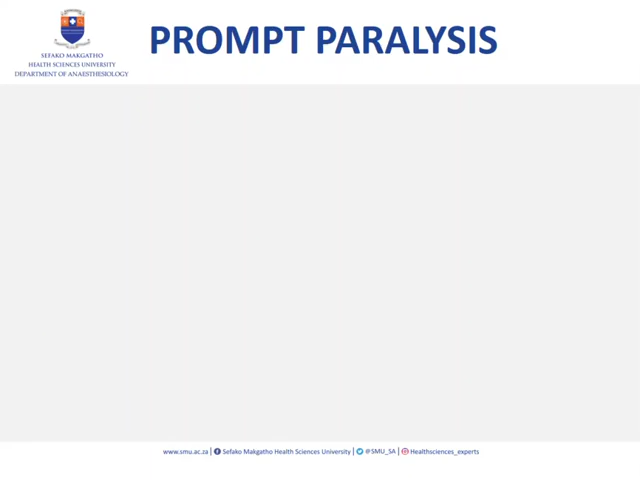 PROMPT PARALYSIS
SEFAKO MAKGATHO
HEALTH SCIENCES UNIVERSITY
DEPARTMENT OF ANAESTHESIOLOGY
www.smu.ac.za | Sefako Makgatho Health Sciences University | @SMU_SA | Healthsciences_experts